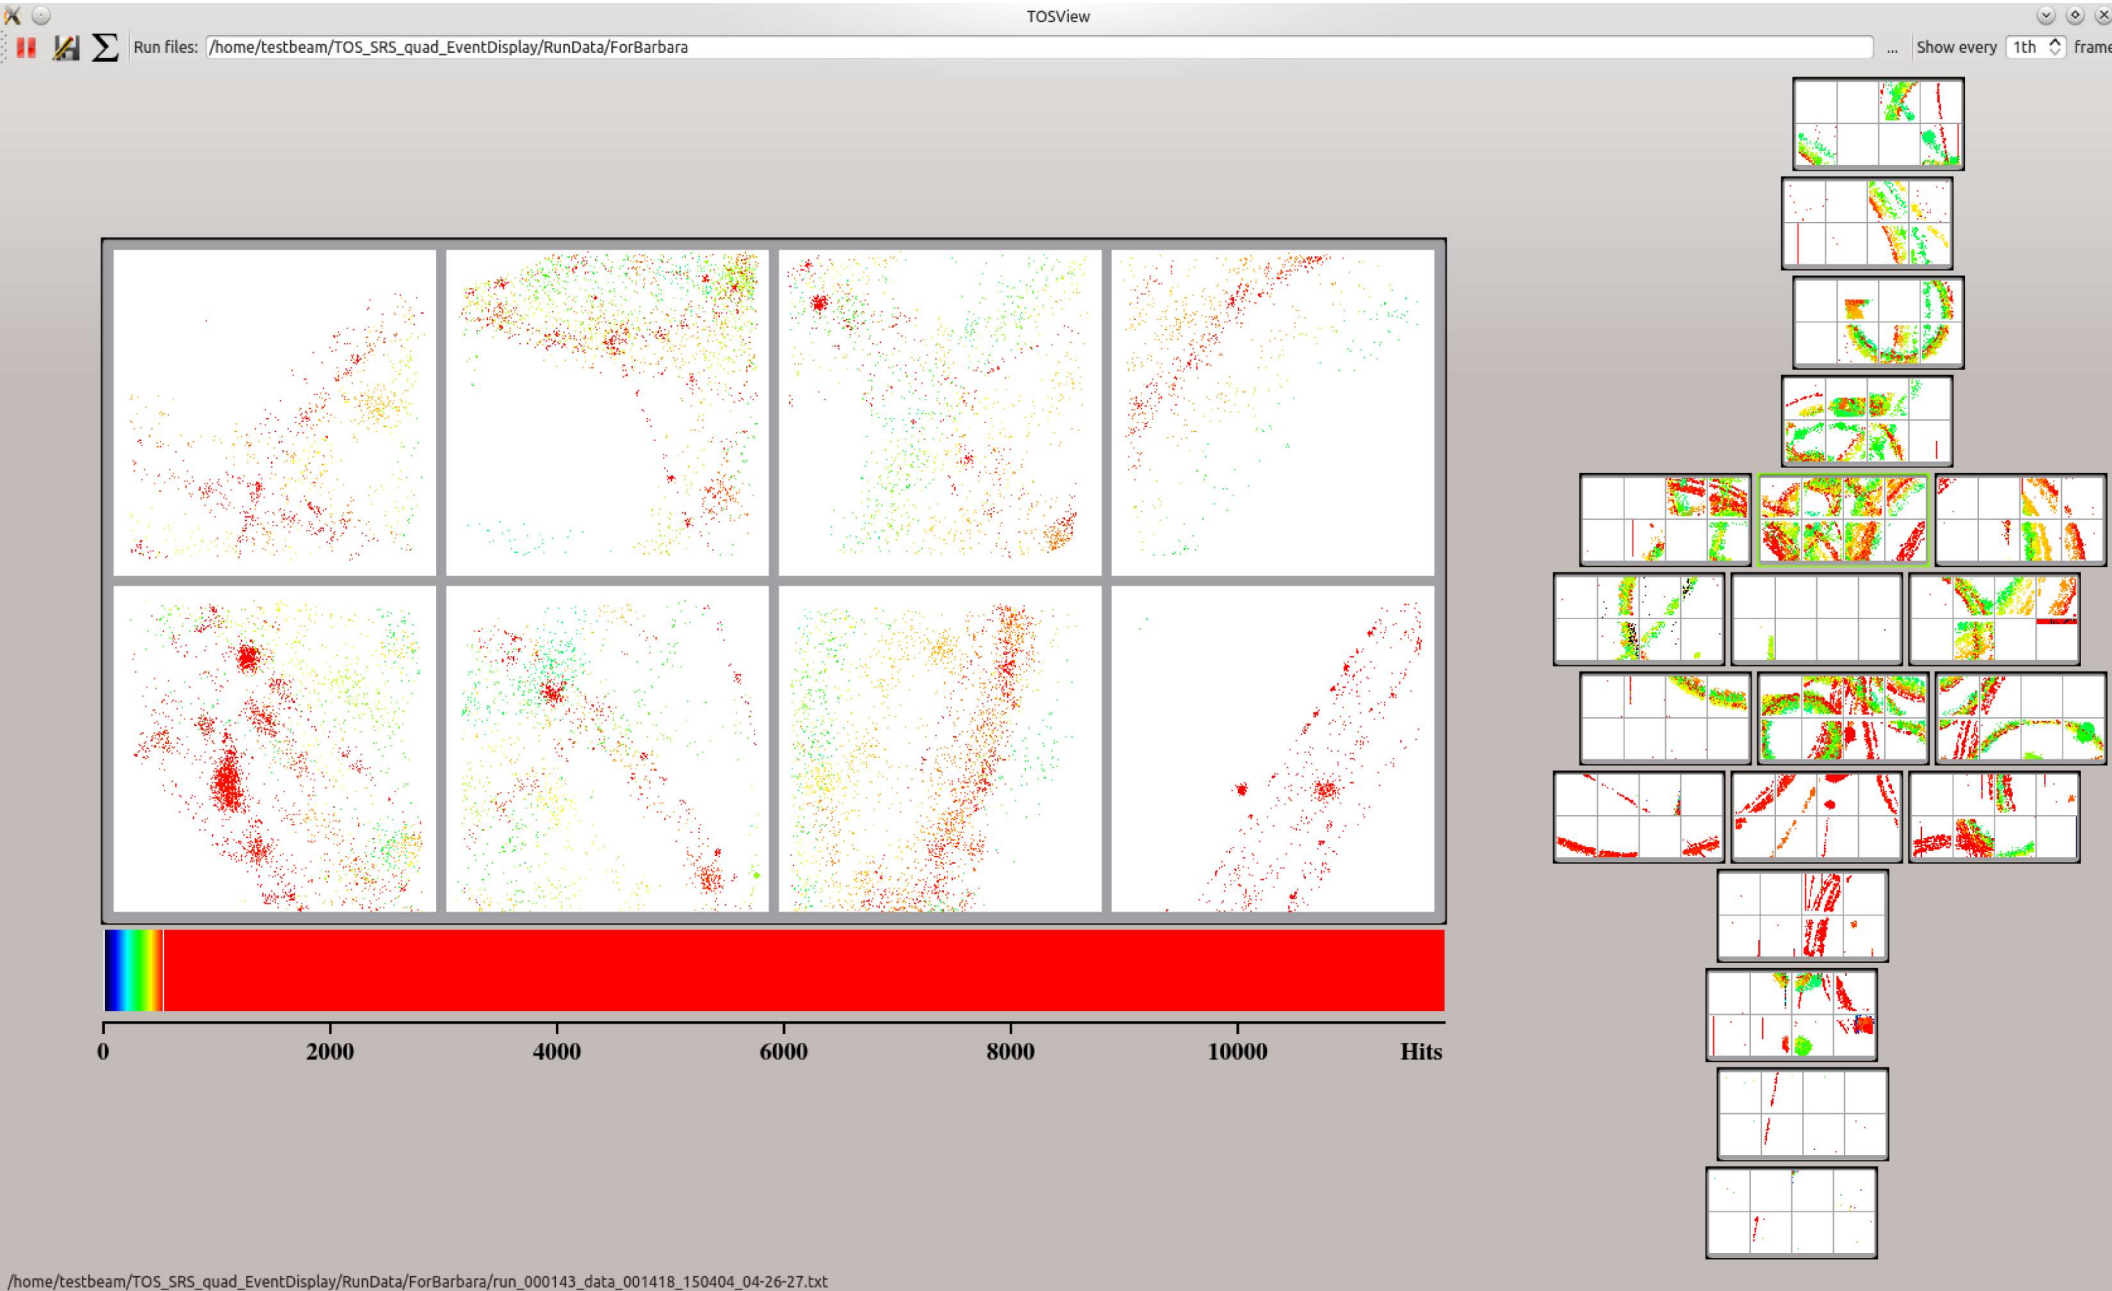 TOSView
Run files: /home/testbeam/TOS_SRS_quad_EventDisplay/RunData/ForBarbara ... Show every 1th frame
0 2000 4000 6000 8000 10000 Hits
/home/testbeam/TOS_SRS_quad_EventDisplay/RunData/ForBarbara/run_000143_data_001418_150404_04-26-27.txt